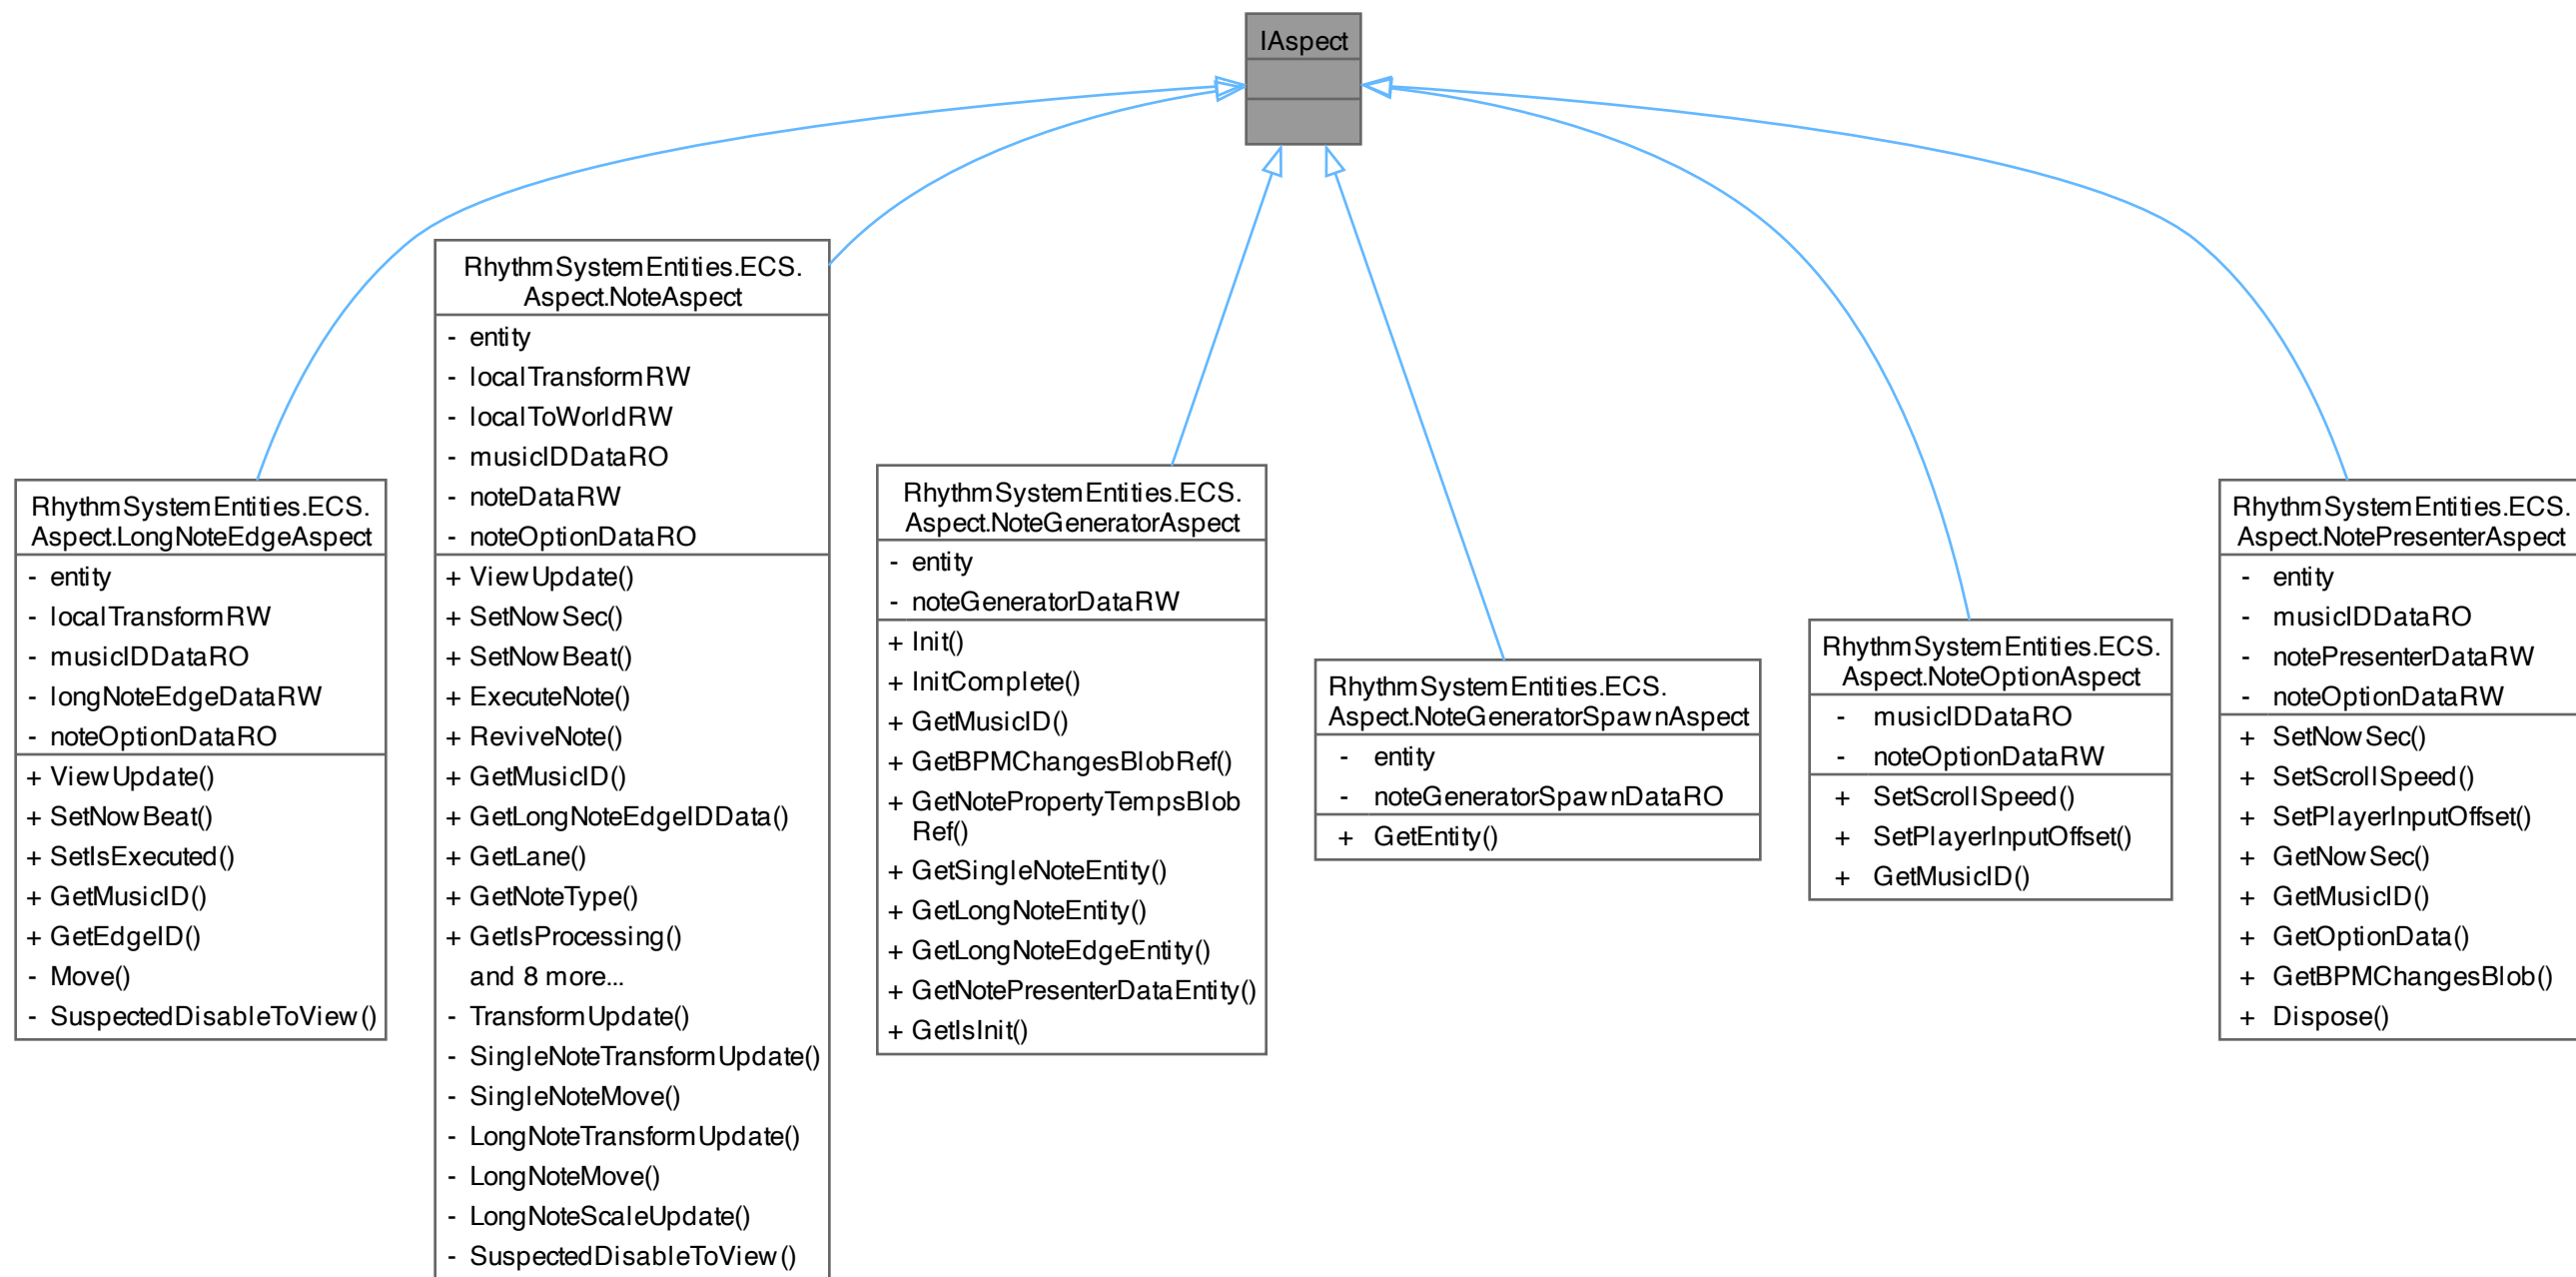 IAspect
RhythmSystemEntities.ECS.
Aspect.LongNoteEdgeAspect
- entity
- localTransformRW
- musicIDDataRO
- longNoteEdgeDataRW
- noteOptionDataRO
+ ViewUpdate()
+ SetNowBeat()
+ SetIsExecuted()
+ GetMusicID()
+ GetEdgeID()
- Move()
- SuspectedDisableToView()
RhythmSystemEntities.ECS.
Aspect.NoteAspect
- entity
- localTransformRW
- localToWorldRW
- musicIDDataRO
- noteDataRW
- noteOptionDataRO
+ ViewUpdate()
+ SetNowSec()
+ SetNowBeat()
+ ExecuteNote()
+ ReviveNote()
+ GetMusicID()
+ GetLongNoteEdgeIDData()
+ GetLane()
+ GetNoteType()
+ GetIsProcessing()
and 8 more...
- TransformUpdate()
- SingleNoteTransformUpdate()
- SingleNoteMove()
- LongNoteTransformUpdate()
- LongNoteMove()
- LongNoteScaleUpdate()
- SuspectedDisableToView()
RhythmSystemEntities.ECS.
Aspect.NoteGeneratorAspect
- entity
- noteGeneratorDataRW
+ Init()
+ InitComplete()
+ GetMusicID()
+ GetBPMChangesBlobRef()
+ GetNotePropertyTempsBlob
Ref()
+ GetSingleNoteEntity()
+ GetLongNoteEntity()
+ GetLongNoteEdgeEntity()
+ GetNotePresenterDataEntity()
+ GetIsInit()
RhythmSystemEntities.ECS.
Aspect.NoteGeneratorSpawnAspect
- entity
- noteGeneratorSpawnDataRO
+ GetEntity()
RhythmSystemEntities.ECS.
Aspect.NoteOptionAspect
- musicIDDataRO
- noteOptionDataRW
+ SetScrollSpeed()
+ SetPlayerInputOffset()
+ GetMusicID()
RhythmSystemEntities.ECS.
Aspect.NotePresenterAspect
- entity
- musicIDDataRO
- notePresenterDataRW
- noteOptionDataRW
+ SetNowSec()
+ SetScrollSpeed()
+ SetPlayerInputOffset()
+ GetNowSec()
+ GetMusicID()
+ GetOptionData()
+ GetBPMChangesBlob()
+ Dispose()